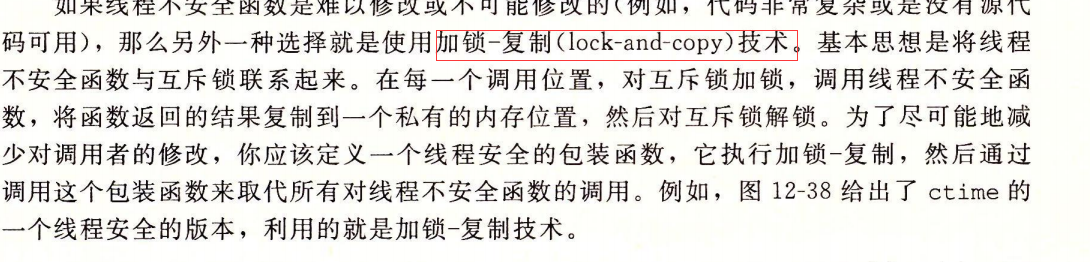 如果线程不安全函数是难以修改或不可能修改的(例如，代码非常复杂或是没有源代
码可用)，那么另外一种选择就是使用加锁-复制(lock-and-copy)技术。基本思想是将线程
不安全函数与互斥锁联系起来。在每一个调用位置，对互斥锁加锁，调用线程不安全函
数，将函数返回的结果复制到一个私有的内存位置，然后对互斥锁解锁。为了尽可能地减
少对调用者的修改，你应该定义一个线程安全的包装函数，它执行加锁-复制，然后通过
调用这个包装函数来取代所有对线程不安全函数的调用。例如，图 12-38 给出了 ctime 的
一个线程安全的版本，利用的就是加锁-复制技术。